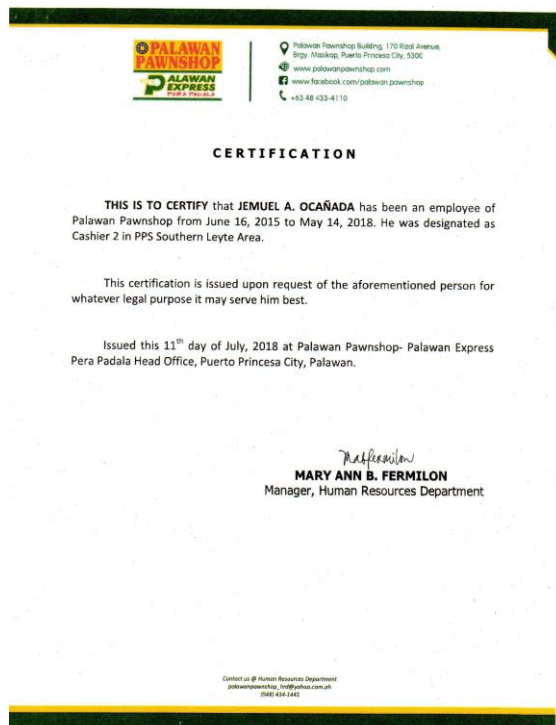 PALAWAN
PAWNSHOP
PALAWAN
EXPRESS
PERA PADALA
Palawan Pawnshop Building, 170 Rizal Avenue,
Brgy. Masikap, Puerto Princesa City, 5300
www.palawanpawnshop.com
www.facebook.com/palawan.pawnshop
+63 48 433-4110
CERTIFICATION
THIS IS TO CERTIFY that JEMUEL A. OCAÑADA has been an employee of
Palawan Pawnshop from June 16, 2015 to May 14, 2018. He was designated as
Cashier 2 in PPS Southern Leyte Area.
This certification is issued upon request of the aforementioned person for
whatever legal purpose it may serve him best.
Issued this 11th day of July, 2018 at Palawan Pawnshop- Palawan Express
Pera Padala Head Office, Puerto Princesa City, Palawan.
Mabfermilon
MARY ANN B. FERMILON
Manager, Human Resources Department
Contact us @ Human Resources Department
palawanpawnshop_hrd@yahoo.com.ph
(048) 434-1441